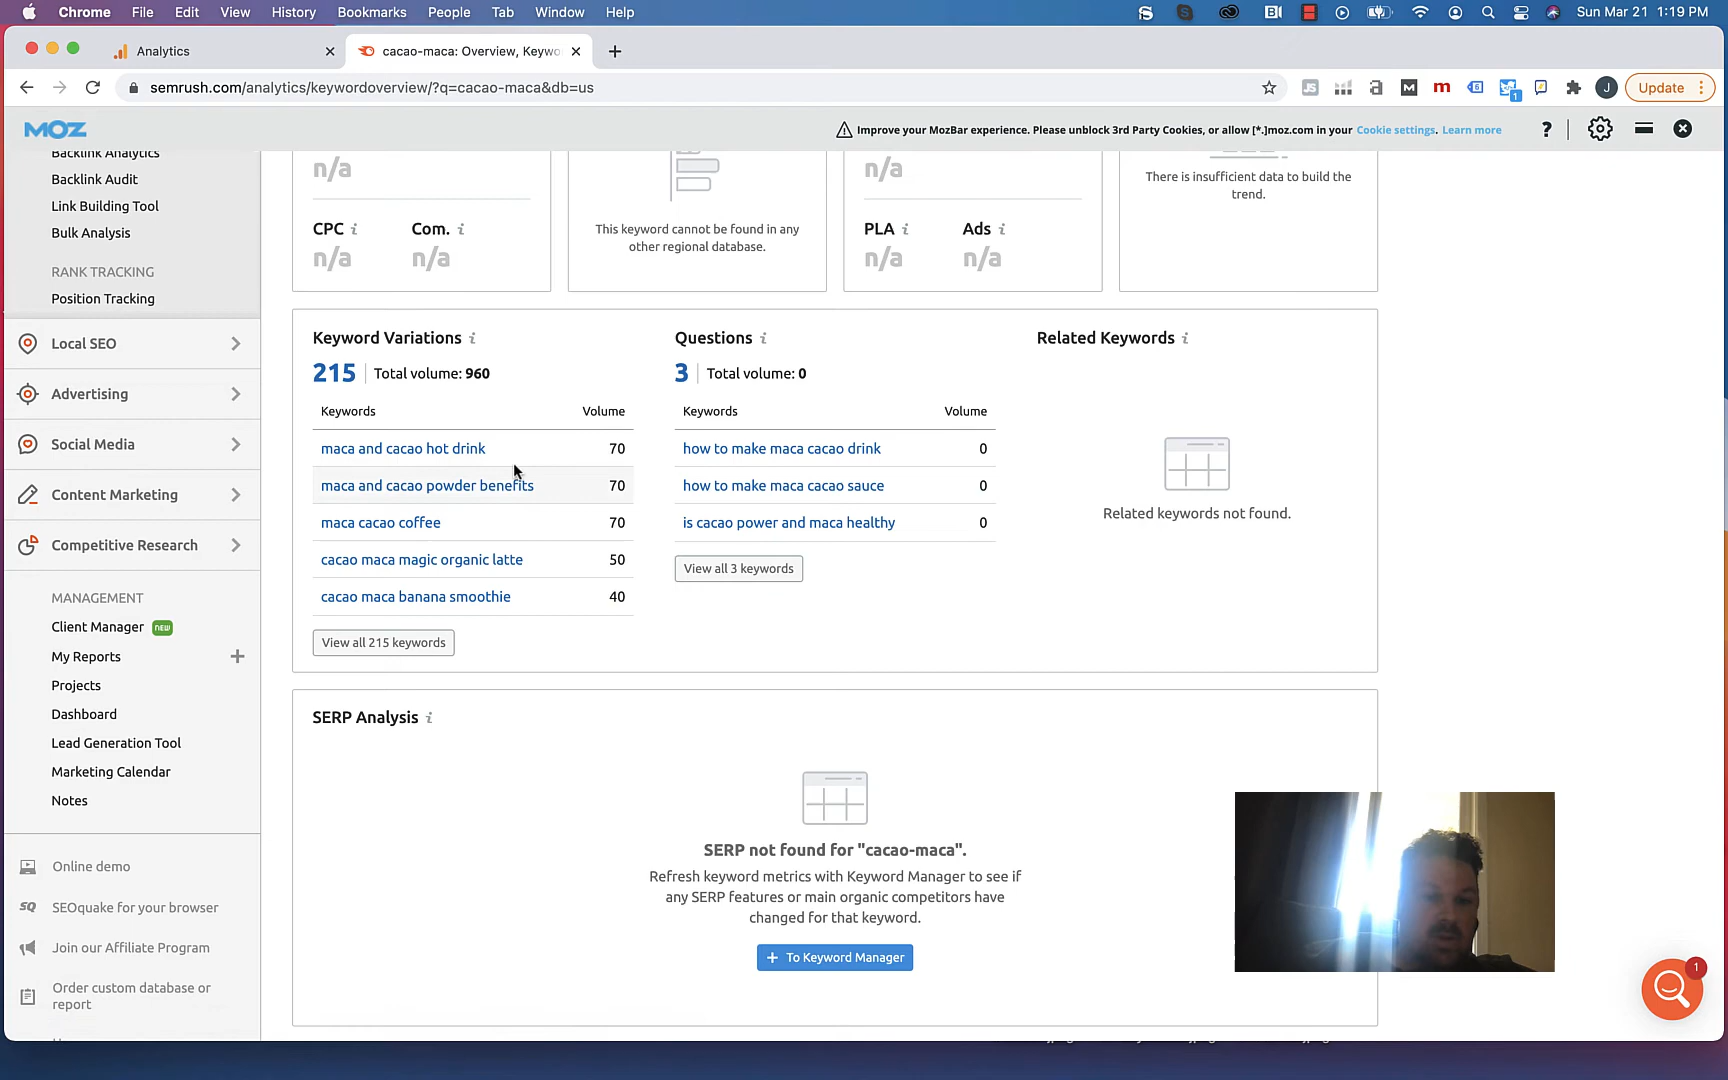 Chrome File Edit View History Bookmarks People Tab Window Help Sun Mar 21 1:19 PM
Analytics
cacao-maca: Overview, Keywo
semrush.com/analytics/keywordoverview/?q=cacao-maca&db=us
JS
a
M
m
1
J
Update
MOZ
Improve your MozBar experience. Please unblock 3rd Party Cookies, or allow [*.]moz.com in your Cookie settings. Learn more
?
Backlink Analytics
Backlink Audit
Link Building Tool
Bulk Analysis
RANK TRACKING
Position Tracking
Local SEO
Advertising
Social Media
Content Marketing
Competitive Research
MANAGEMENT
Client Manager NEW
My Reports
Projects
Dashboard
Lead Generation Tool
Marketing Calendar
Notes
Online demo
SQ SEOquake for your browser
Join our Affiliate Program
Order custom database or
report
n/a
CPC i Com. i
n/a n/a
This keyword cannot be found in any
other regional database.
n/a
PLA i Ads i
n/a n/a
There is insufficient data to build the
trend.
Keyword Variations i
215 Total volume: 960
Keywords Volume
maca and cacao hot drink 70
maca and cacao powder benefits 70
maca cacao coffee 70
cacao maca magic organic latte 50
cacao maca banana smoothie 40
View all 215 keywords
Questions i
3 Total volume: 0
Keywords Volume
how to make maca cacao drink 0
how to make maca cacao sauce 0
is cacao power and maca healthy 0
View all 3 keywords
Related Keywords i
Related keywords not found.
SERP Analysis i
SERP not found for "cacao-maca".
Refresh keyword metrics with Keyword Manager to see if
any SERP features or main organic competitors have
changed for that keyword.
+ To Keyword Manager
1